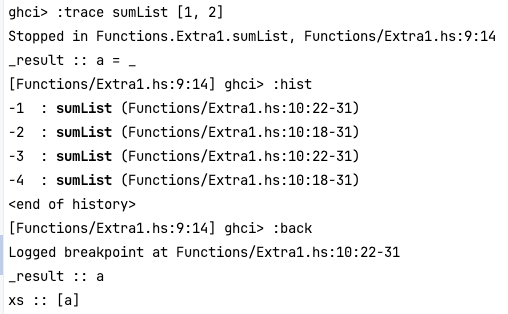 ghci> :trace sumList [1, 2]
Stopped in Functions.Extra1.sumList, Functions/Extra1.hs:9:14
_result :: a = _
[Functions/Extra1.hs:9:14] ghci> :hist
-1  : sumList (Functions/Extra1.hs:10:22-31)
-2  : sumList (Functions/Extra1.hs:10:18-31)
-3  : sumList (Functions/Extra1.hs:10:22-31)
-4  : sumList (Functions/Extra1.hs:10:18-31)
<end of history>
[Functions/Extra1.hs:9:14] ghci> :back
Logged breakpoint at Functions/Extra1.hs:10:22-31
_result :: a
xs :: [a]